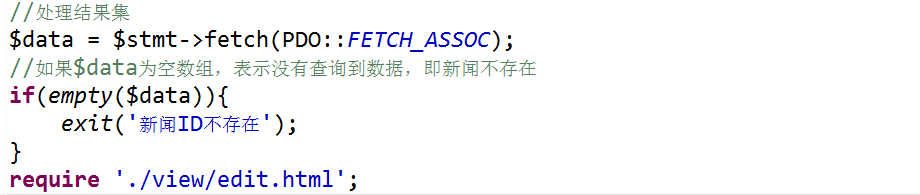 //处理结果集
$data = $stmt->fetch(PDO::FETCH_ASSOC);
//如果$data为空数组，表示没有查询到数据，即新闻不存在
if(empty($data)){
    exit('新闻ID不存在');
}
require './view/edit.html';